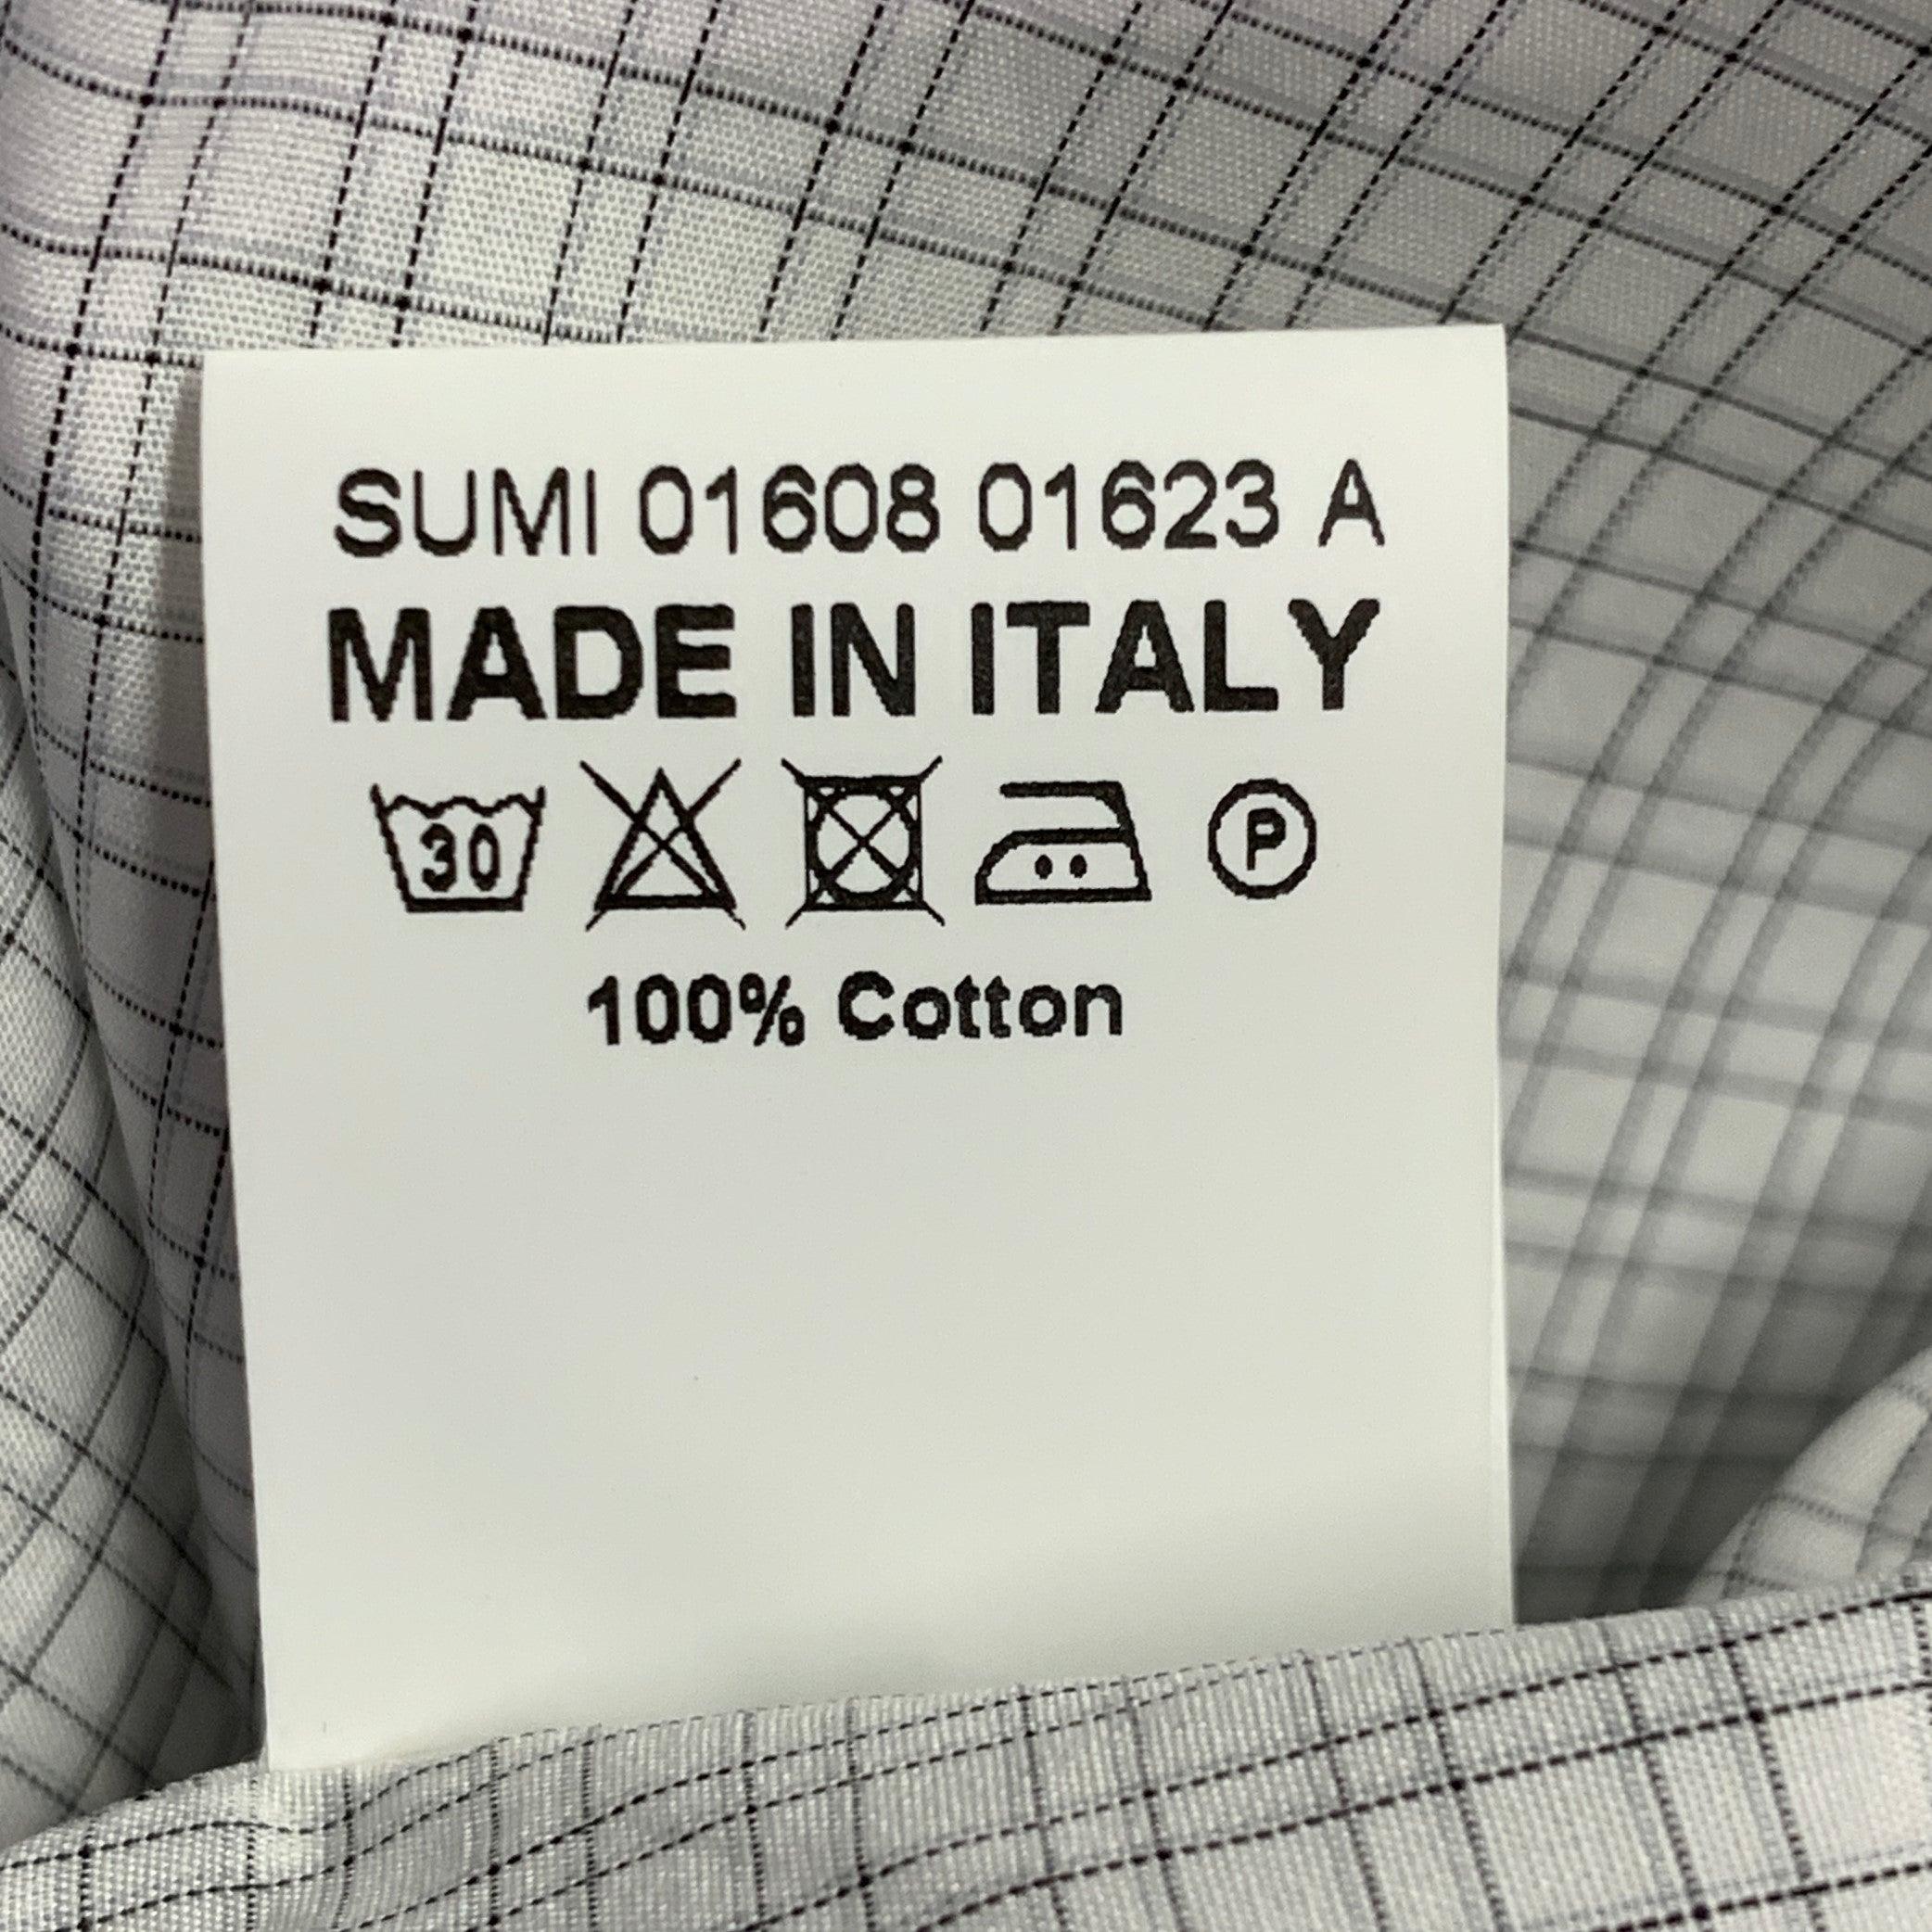 SUMI 01608 01623 A
MADE IN ITALY
30 P
100% Cotton